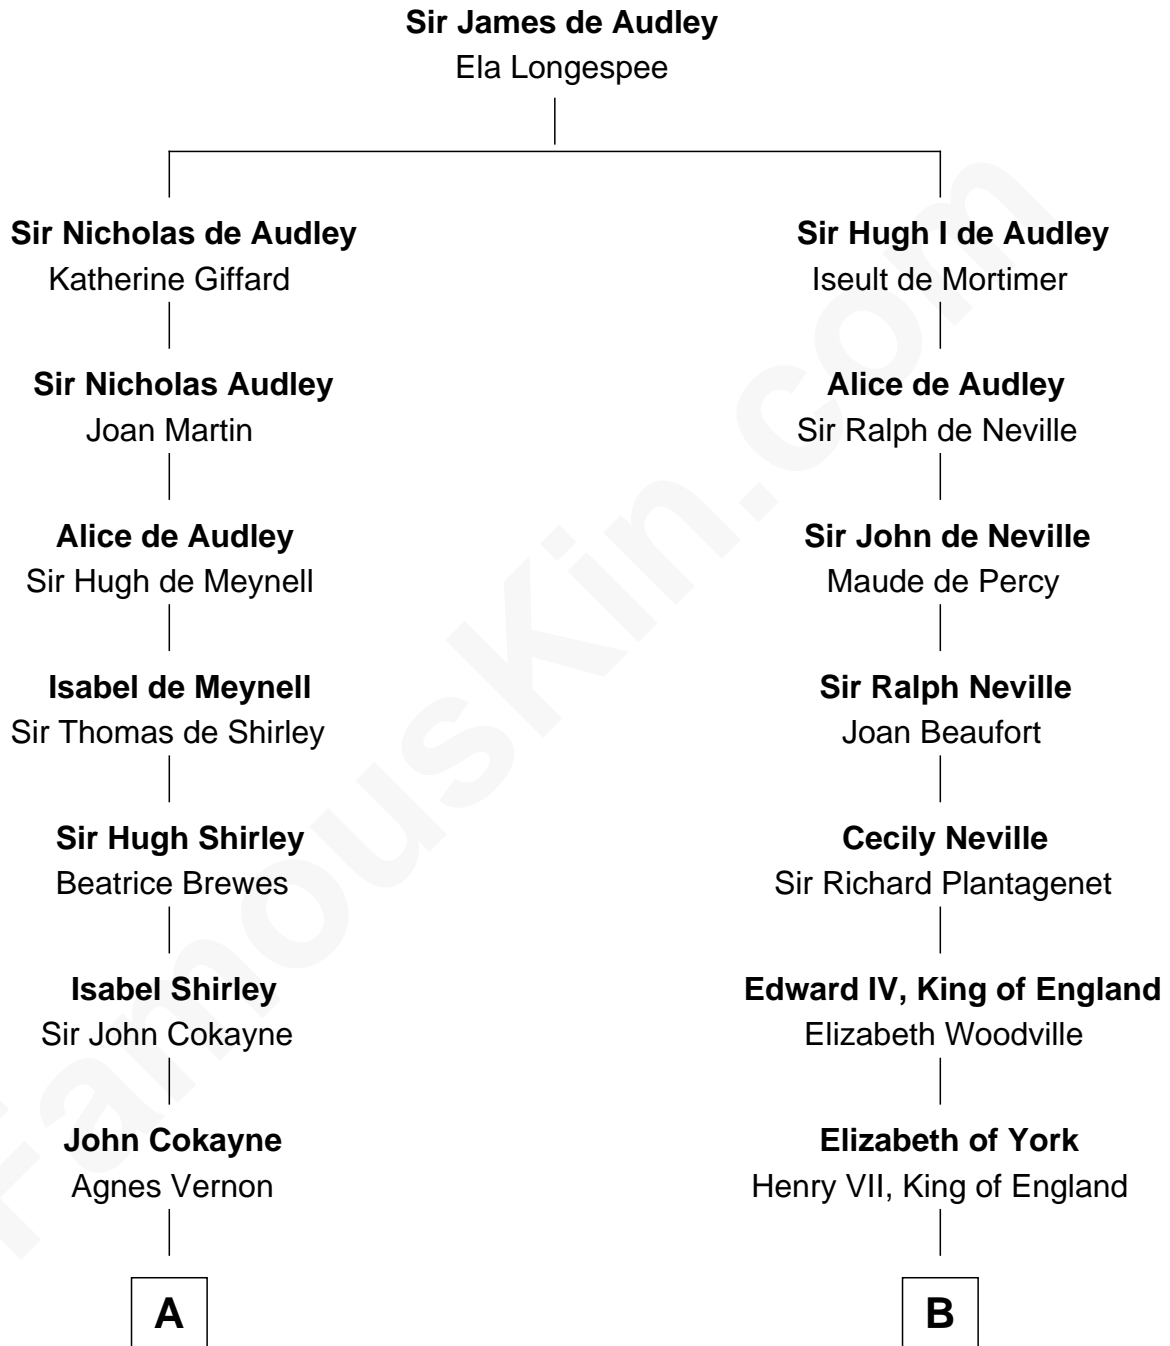 Sir James de Audley
Ela Longespee
Sir Nicholas de Audley
Katherine Giffard
Sir Nicholas Audley
Joan Martin
Alice de Audley
Sir Hugh de Meynell
Isabel de Meynell
Sir Thomas de Shirley
Sir Hugh Shirley
Beatrice Brewes
Isabel Shirley
Sir John Cokayne
John Cokayne
Agnes Vernon
A
Sir Hugh I de Audley
Iseult de Mortimer
Alice de Audley
Sir Ralph de Neville
Sir John de Neville
Maude de Percy
Sir Ralph Neville
Joan Beaufort
Cecily Neville
Sir Richard Plantagenet
Edward IV, King of England
Elizabeth Woodville
Elizabeth of York
Henry VII, King of England
B
FamousKin.com